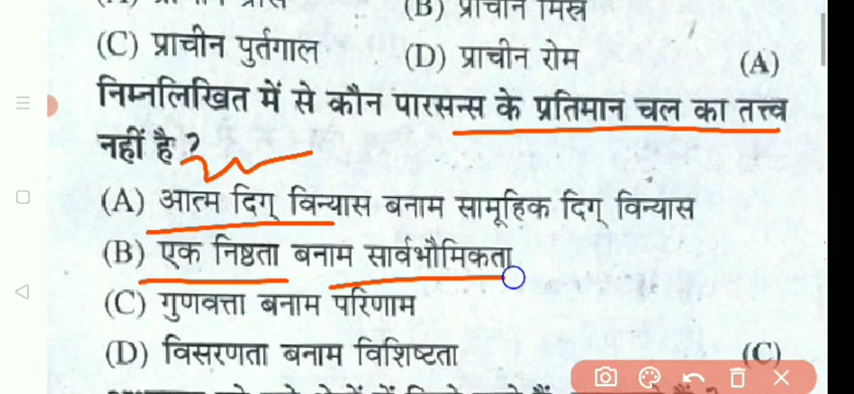 (B) प्राचीन मिस्र
(C) प्राचीन पुर्तगाल (D) प्राचीन रोम (A)
निम्नलिखित में से कौन पारसन्स के प्रतिमान चल का तत्त्व
नहीं है ?
(A) आत्म दिग् विन्यास बनाम सामूहिक दिग् विन्यास
(B) एक निष्ठता बनाम सार्वभौमिकता
(C) गुणवत्ता बनाम परिणाम
(D) विसरणता बनाम विशिष्टता (C)